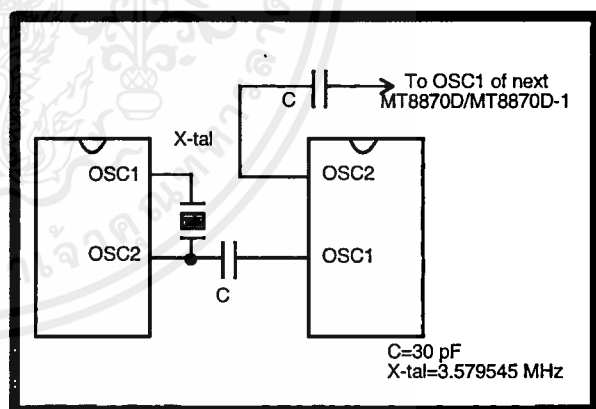 C
To OSC1 of next
MT8870D/MT8870D-1
X-tal
OSC1
OSC2
OSC2
OSC1
C
C=30 pF
X-tal=3.579545 MHz